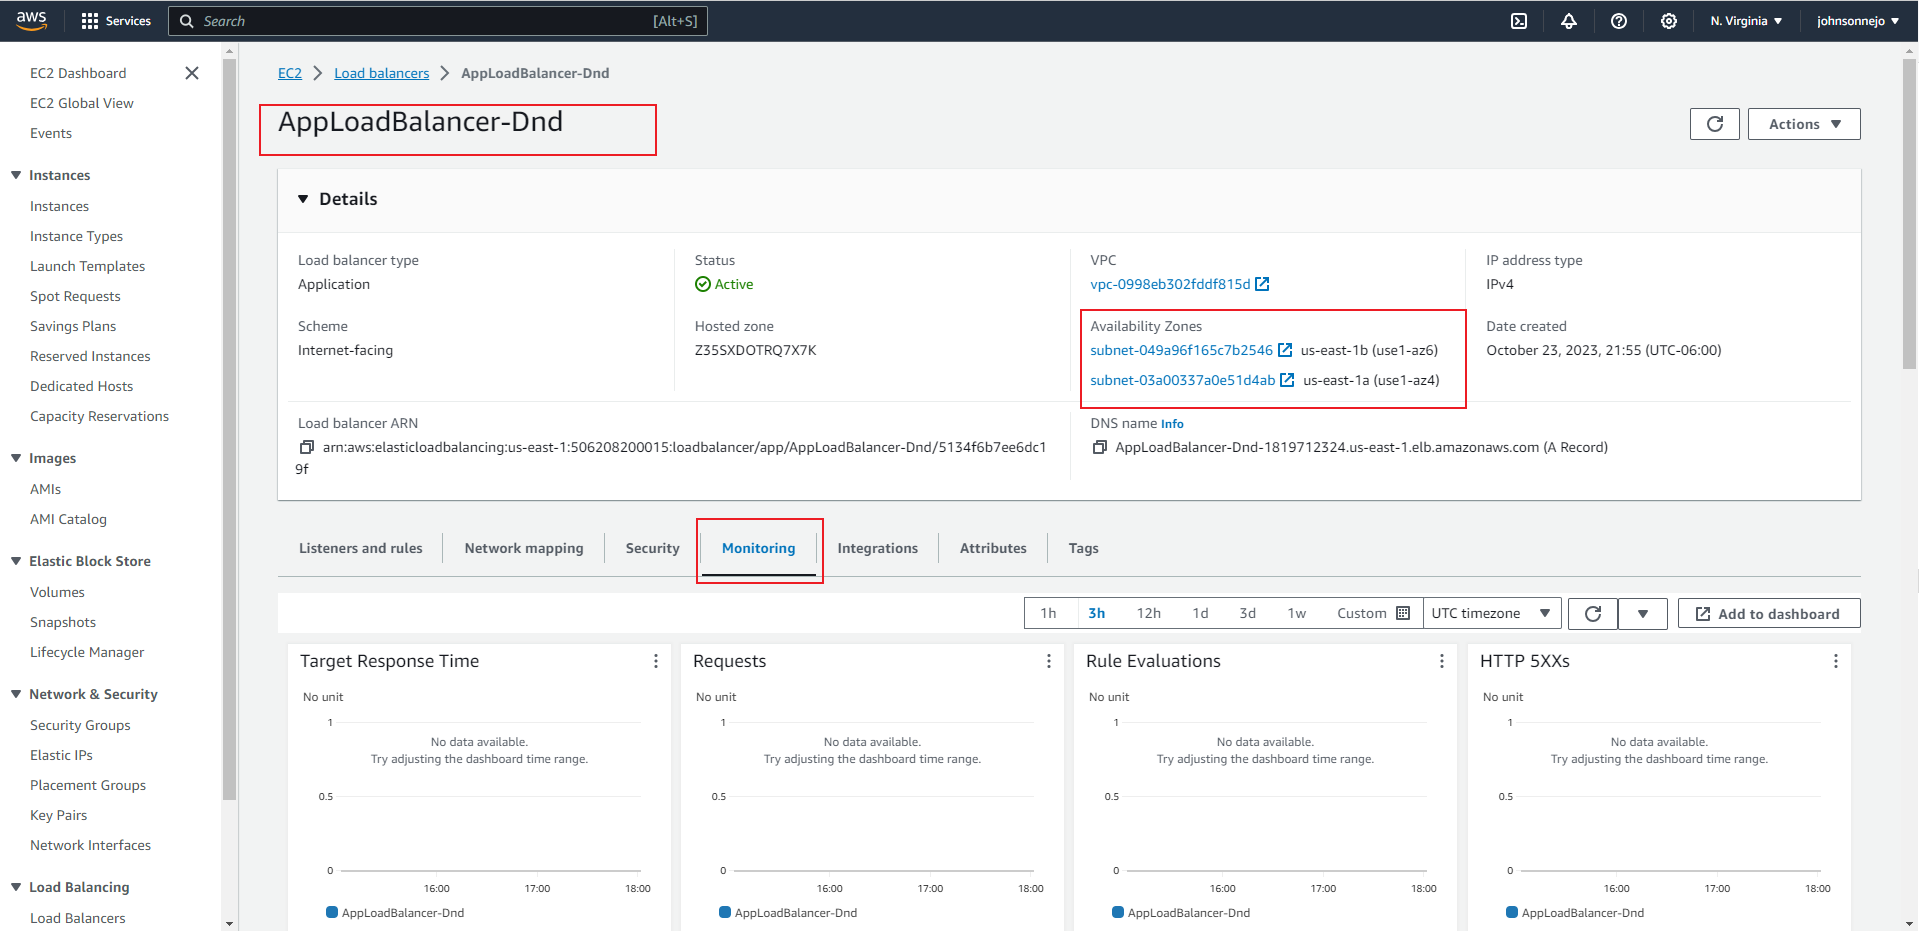 aws
Services
Search
[Alt+S]
N. Virginia
johnsonnejo
EC2 Dashboard
EC2 Global View
Events
Instances
Instances
Instance Types
Launch Templates
Spot Requests
Savings Plans
Reserved Instances
Dedicated Hosts
Capacity Reservations
Images
AMIs
AMI Catalog
Elastic Block Store
Volumes
Snapshots
Lifecycle Manager
Network & Security
Security Groups
Elastic IPs
Placement Groups
Key Pairs
Network Interfaces
Load Balancing
Load Balancers
EC2
Load balancers
AppLoadBalancer-Dnd
AppLoadBalancer-Dnd
Actions
Details
Load balancer type
Application
Status
Active
VPC
vpc-0998eb302fddf815d
IP address type
IPv4
Scheme
Internet-facing
Hosted zone
Z35SXDOTRQ7X7K
Availability Zones
subnet-049a96f165c7b2546 us-east-1b (use1-az6)
subnet-03a00337a0e51d4ab us-east-1a (use1-az4)
Date created
October 23, 2023, 21:55 (UTC-06:00)
Load balancer ARN
arn:aws:elasticloadbalancing:us-east-1:506208200015:loadbalancer/app/AppLoadBalancer-Dnd/5134f6b7ee6dc1
9f
DNS name Info
AppLoadBalancer-Dnd-1819712324.us-east-1.elb.amazonaws.com (A Record)
Listeners and rules
Network mapping
Security
Monitoring
Integrations
Attributes
Tags
1h
3h
12h
1d
3d
1w
Custom
UTC timezone
Add to dashboard
Target Response Time
No unit
1
No data available.
Try adjusting the dashboard time range.
0.5
0
16:00
17:00
18:00
AppLoadBalancer-Dnd
Requests
No unit
1
No data available.
Try adjusting the dashboard time range.
0.5
0
16:00
17:00
18:00
AppLoadBalancer-Dnd
Rule Evaluations
No unit
1
No data available.
Try adjusting the dashboard time range.
0.5
0
16:00
17:00
18:00
AppLoadBalancer-Dnd
HTTP 5XXs
No unit
1
No data available.
Try adjusting the dashboard time range.
0.5
0
16:00
17:00
18:00
AppLoadBalancer-Dnd